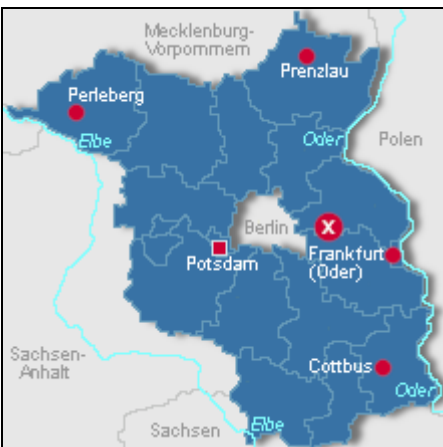 Mecklenburg-
Vorpommern
Prenzlau
Perleberg
Elbe
Oder
Polen
Berlin
X
Potsdam
Frankfurt
(Oder)
Sachsen-
Anhalt
Cottbus
Oder
Elbe
Sachsen